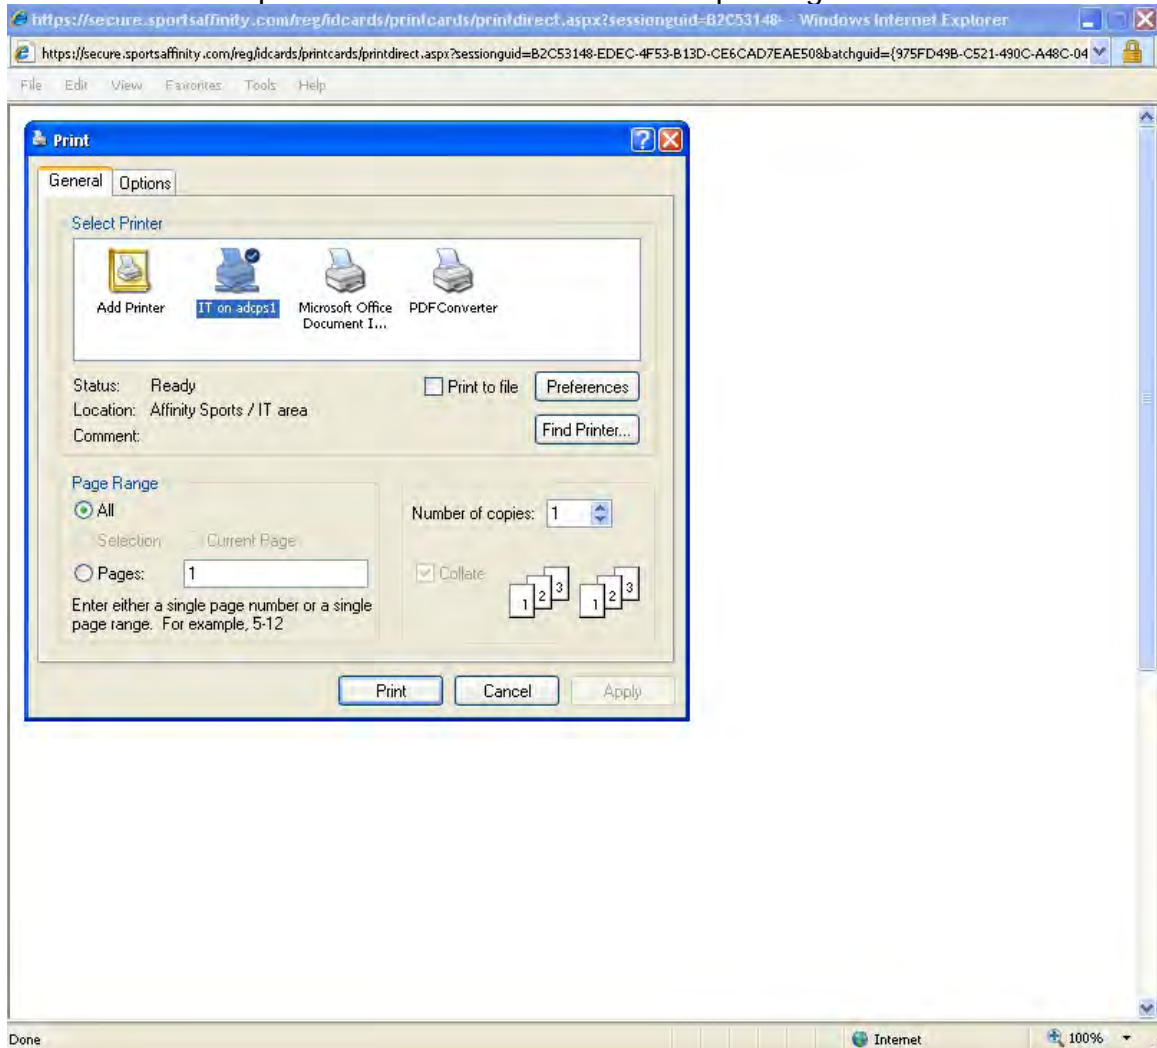 https://secure.sportsaffinity.com/reg/idcards/printcards/printdirect.aspx?sessionguid=B2C53148- - Windows Internet Explorer
https://secure.sportsaffinity.com/reg/idcards/printcards/printdirect.aspx?sessionguid=B2C53148-EDEC-4F53-B13D-CE6CAD7EAE50&batchguid={975FD49B-C521-490C-A48C-04
File Edit View Favorites Tools Help
Print
General Options
Select Printer
Add Printer IT on adcps1 Microsoft Office Document I... PDFConverter
Status: Ready Print to file Preferences
Location: Affinity Sports / IT area
Comment: Find Printer...
Page Range
All Number of copies: 1
Selection Current Page
Pages: 1 Collate
1 2 3 1 2 3
Enter either a single page number or a single
page range. For example, 5-12
Print Cancel Apply
Done Internet 100%